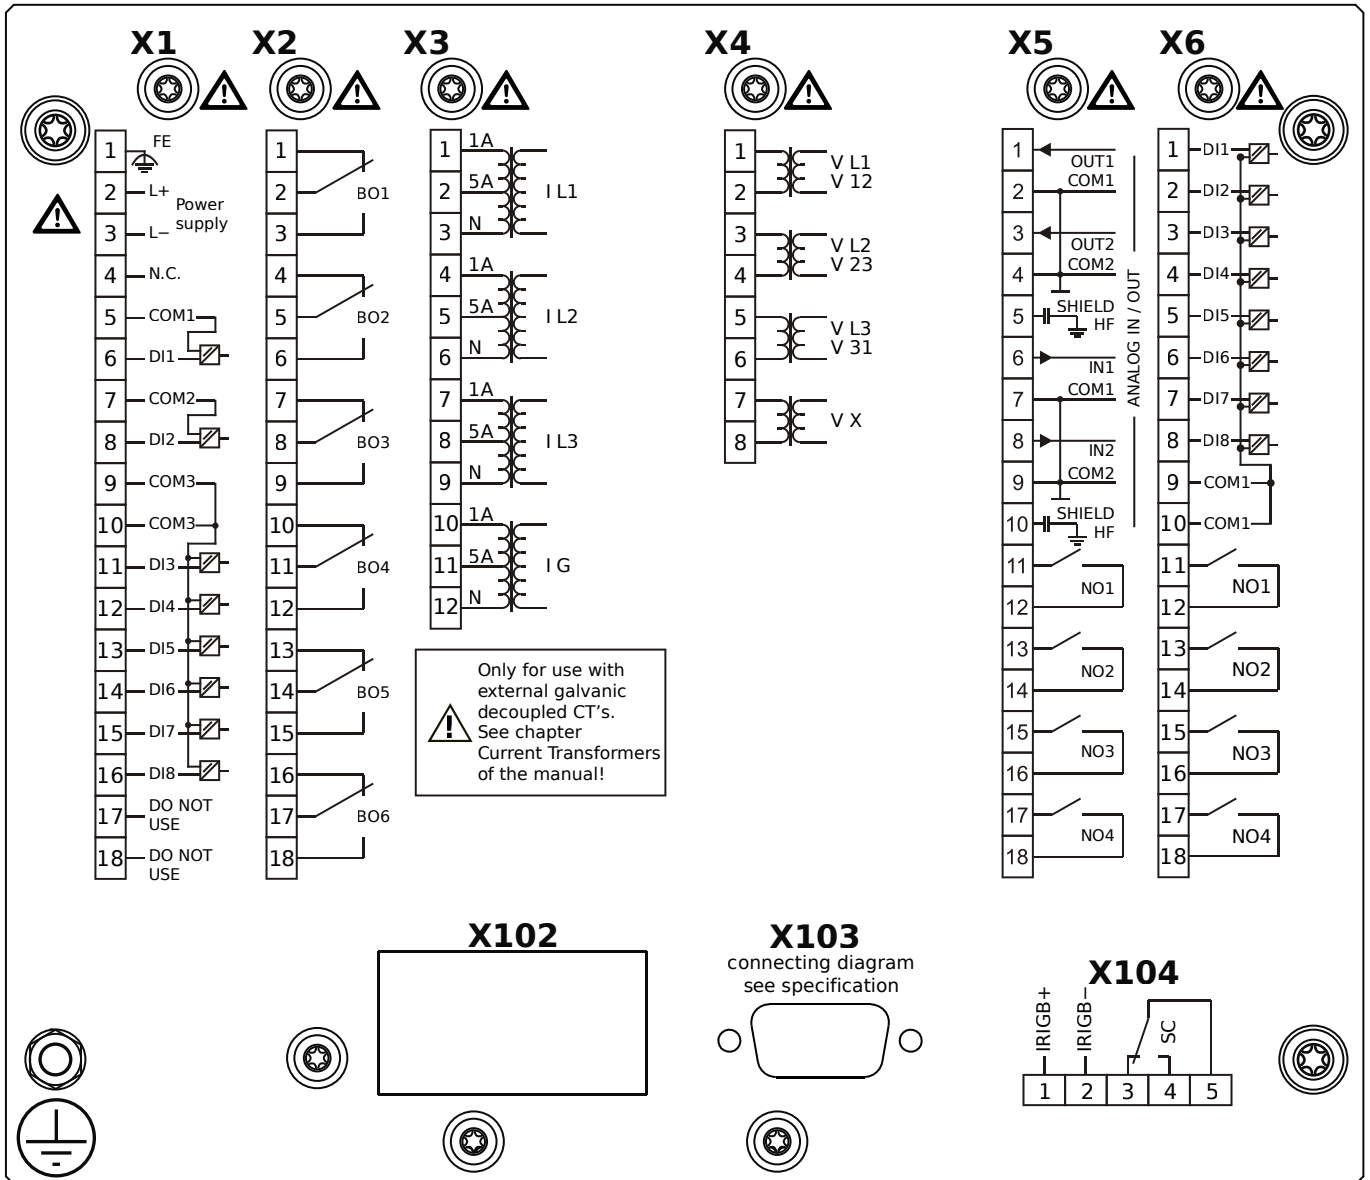 X1
X2
X3
X4
X5
X6
1
FE
2
L+
Power
supply
3
L−
4
N.C.
5
COM1
6
DI1
7
COM2
8
DI2
9
COM3
10
COM3
11
DI3
12
DI4
13
DI5
14
DI6
15
DI7
16
DI8
17
DO NOT
USE
18
DO NOT
USE
1
2
BO1
3
4
5
BO2
6
7
8
BO3
9
10
11
BO4
12
13
14
BO5
15
16
17
BO6
18
1
1A
2
5A
I L1
3
N
4
1A
5
5A
I L2
6
N
7
1A
8
5A
I L3
9
N
10
1A
11
5A
I G
12
N
Only for use with
external galvanic
decoupled CT's.
See chapter
Current Transformers
of the manual!
1
V L1
2
V 12
3
V L2
4
V 23
5
V L3
6
V 31
7
V X
8
1
OUT1
2
COM1
3
OUT2
4
COM2
5
SHIELD
HF
6
IN1
7
COM1
8
IN2
9
COM2
10
SHIELD
HF
ANALOG IN / OUT
11
NO1
12
13
NO2
14
15
NO3
16
17
NO4
18
1
DI1
2
DI2
3
DI3
4
DI4
5
DI5
6
DI6
7
DI7
8
DI8
9
COM1
10
COM1
11
NO1
12
13
NO2
14
15
NO3
16
17
NO4
18
X102
X103
connecting diagram
see specification
X104
IRIGB+
IRIGB−
SC
1
2
3
4
5